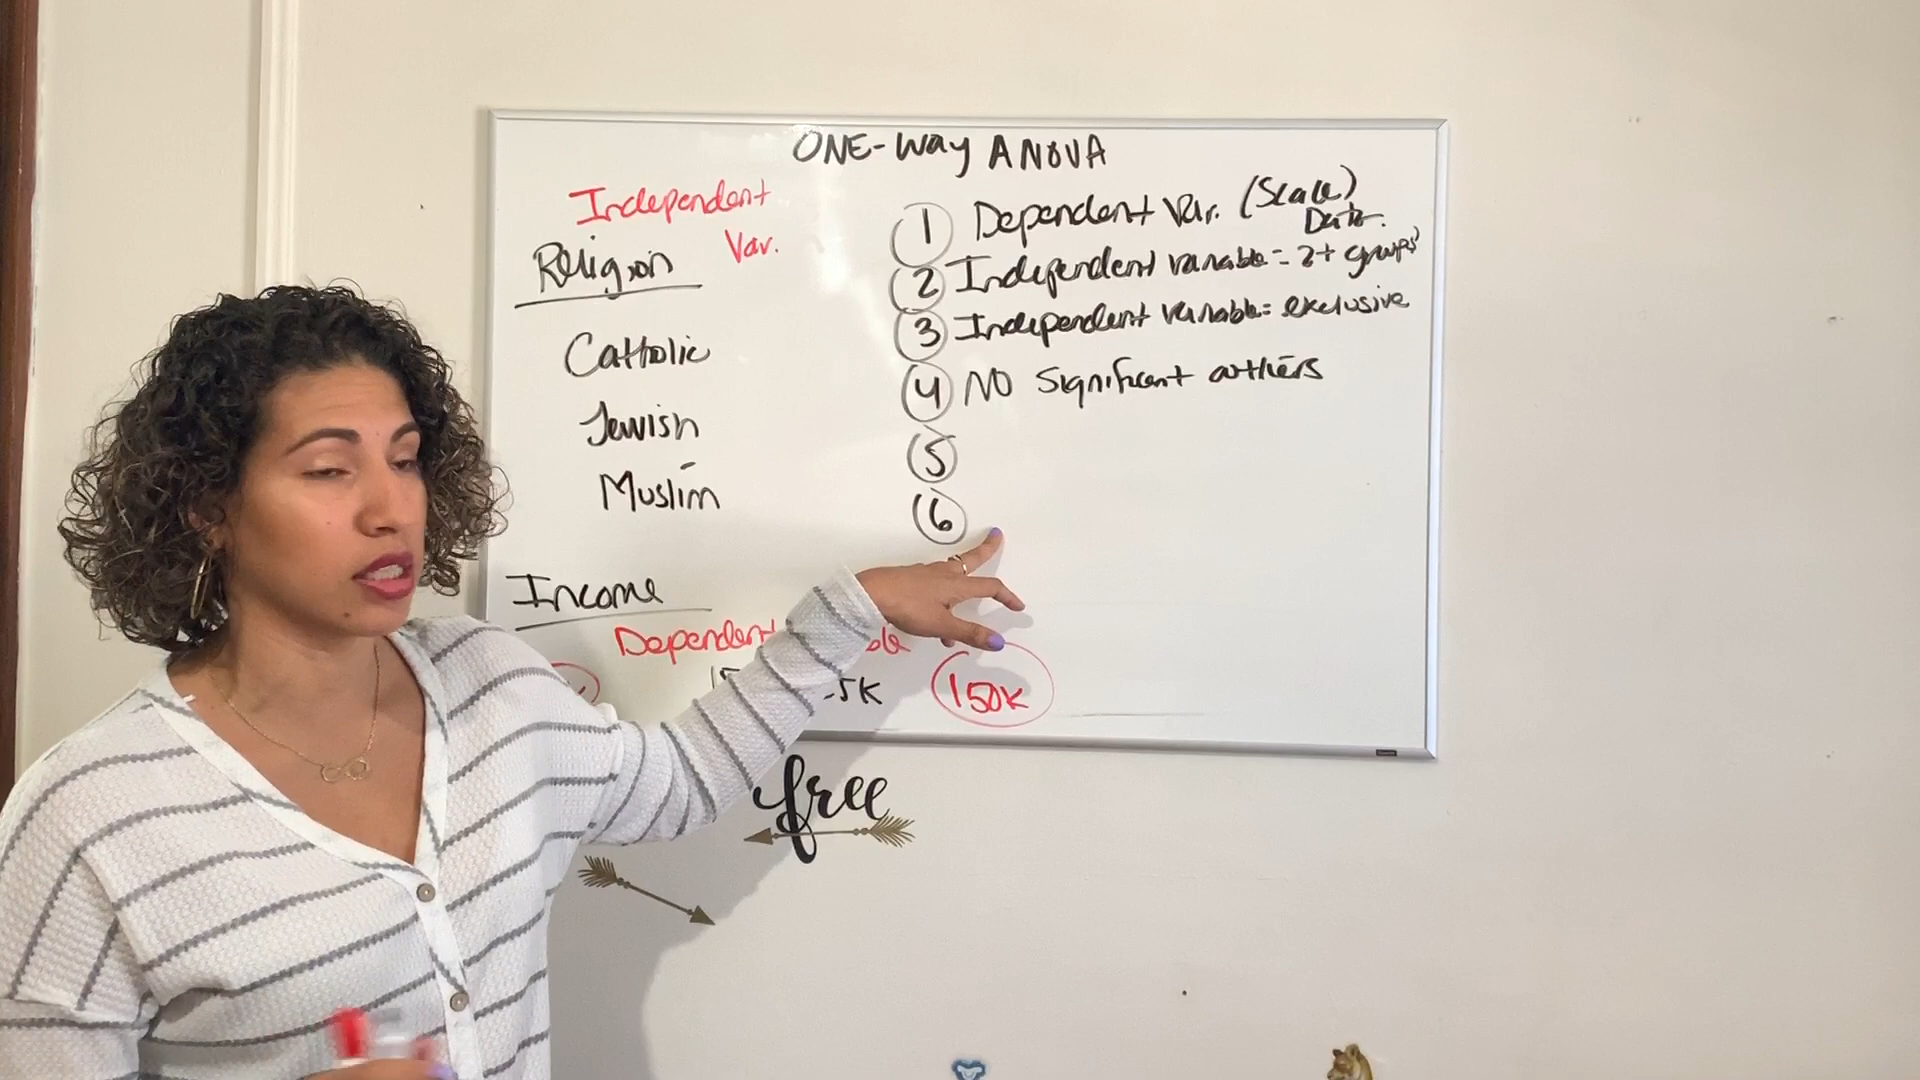 ONE-Way ANOVA
Independent
Var.
Religion
Catholic
Jewish
Muslim
Income
Dependent
5K
150K
1 Dependent Var. (Scale)
Data.
2 Independent variable = 2+ groups
3 Independent variable = exclusive
4 NO Significant outliers
5
6
free